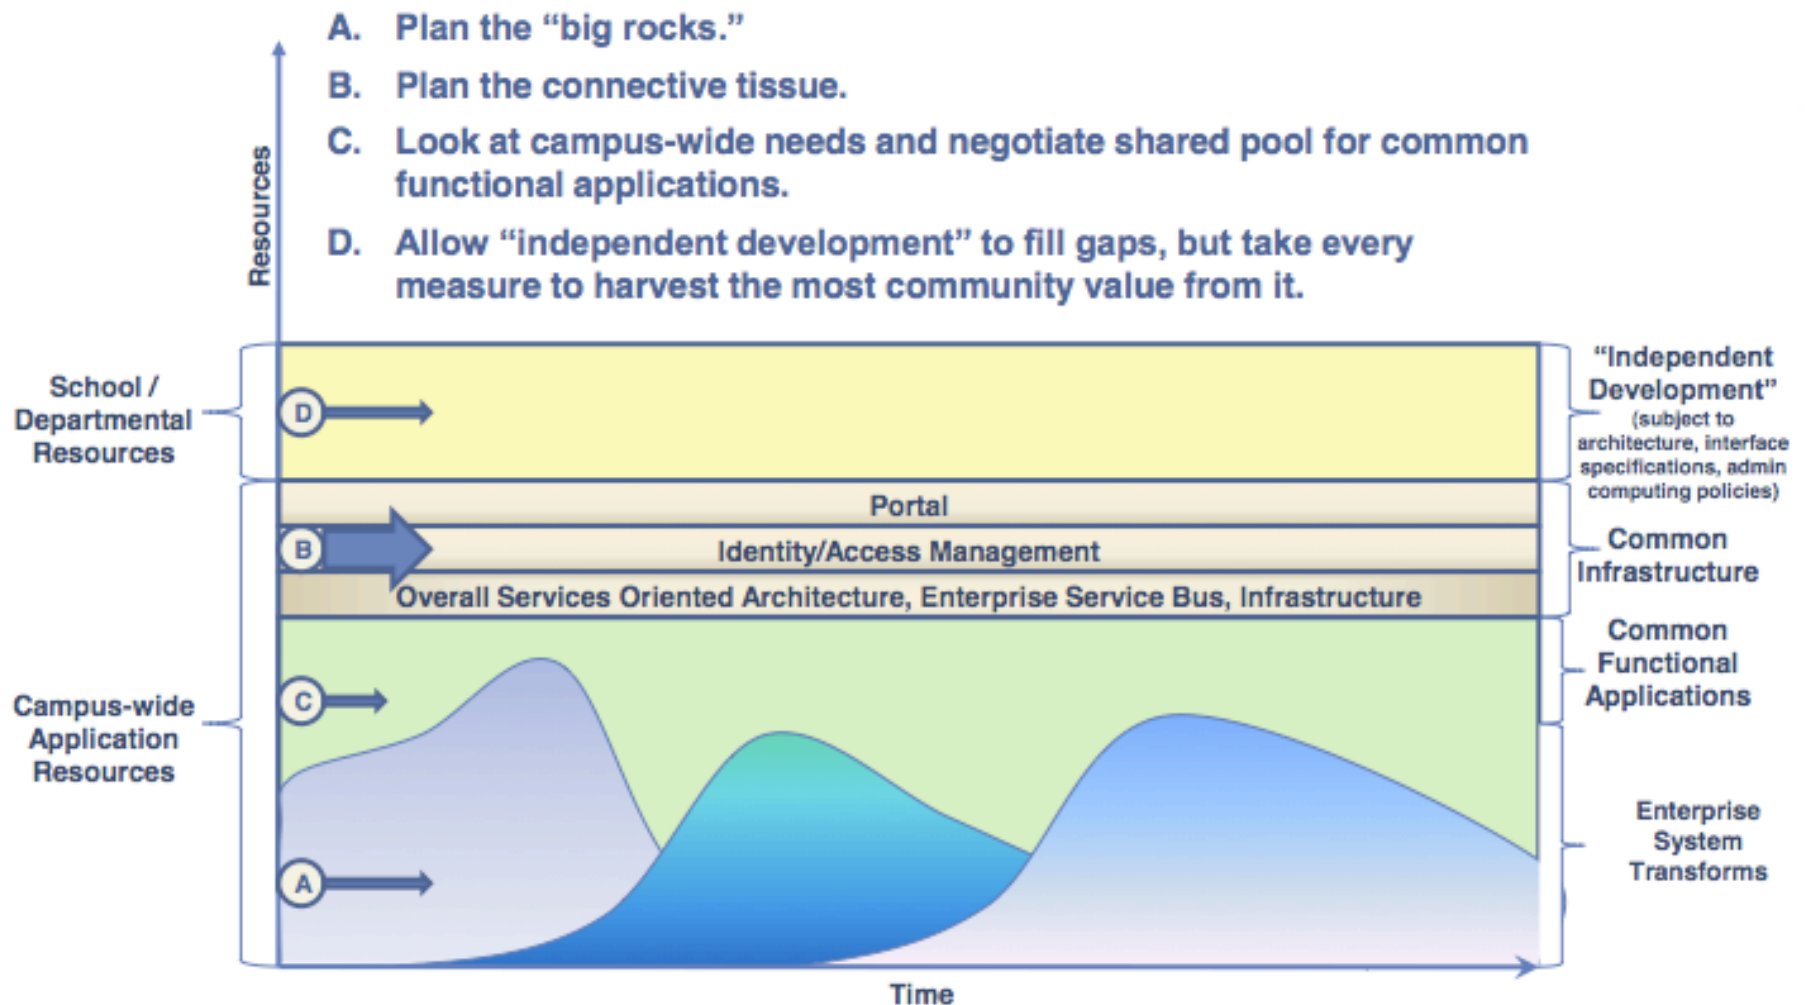 A. Plan the “big rocks.”
B. Plan the connective tissue.
C. Look at campus-wide needs and negotiate shared pool for common
functional applications.
D. Allow “independent development” to fill gaps, but take every
measure to harvest the most community value from it.
Resources
School /
Departmental
Resources
D
“Independent
Development”
(subject to
architecture, interface
specifications, admin
computing policies)
Portal
B
Identity/Access Management
Overall Services Oriented Architecture, Enterprise Service Bus, Infrastructure
Common
Infrastructure
Campus-wide
Application
Resources
C
Common
Functional
Applications
A
Enterprise
System
Transforms
Time